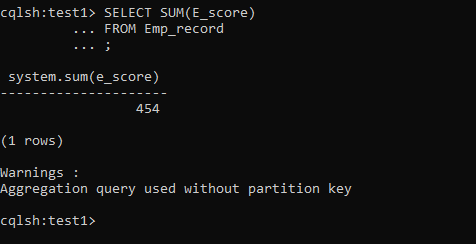 cqlsh:test1> SELECT SUM(E_score)
... FROM Emp_record
... ;
system.sum(e_score)
---------------------
454
(1 rows)
Warnings :
Aggregation query used without partition key
cqlsh:test1>